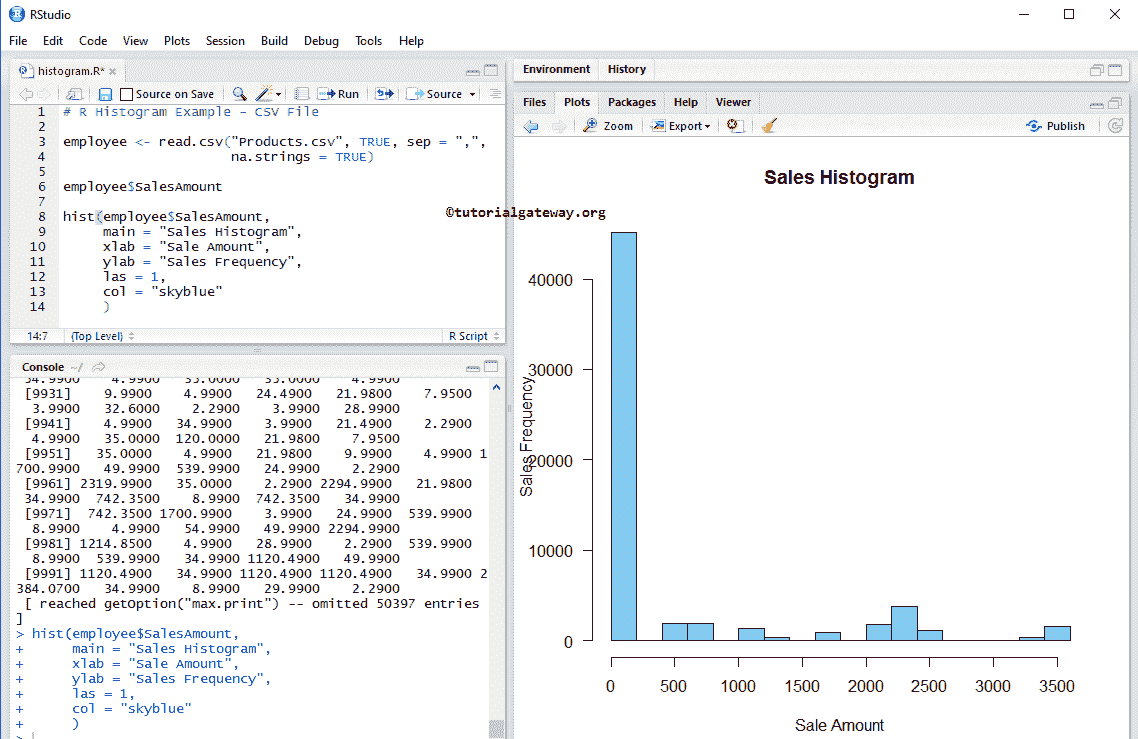 RStudio
File Edit Code View Plots Session Build Debug Tools Help
histogram.R*
Source on Save Run Source
1 # R Histogram Example - CSV File
2
3 employee <- read.csv("Products.csv", TRUE, sep = ",",
4 na.strings = TRUE)
5
6 employee$SalesAmount
7
8 hist(employee$SalesAmount,
9 main = "Sales Histogram",
10 xlab = "Sale Amount",
11 ylab = "Sales Frequency",
12 las = 1,
13 col = "skyblue"
14 )
14:7 (Top Level) R Script
Console ~/
34.9900 4.9900 35.0000 35.0000 4.9900
[9931] 9.9900 4.9900 24.4900 21.9800 7.9500
3.9900 32.6000 2.2900 3.9900 28.9900
[9941] 4.9900 34.9900 3.9900 21.4900 2.2900
4.9900 35.0000 120.0000 21.9800 7.9500
[9951] 35.0000 4.9900 21.9800 9.9900 4.9900 1
700.9900 49.9900 539.9900 24.9900 2.2900
[9961] 2319.9900 35.0000 2.2900 2294.9900 21.9800
34.9900 742.3500 8.9900 742.3500 34.9900
[9971] 742.3500 1700.9900 3.9900 24.9900 539.9900
8.9900 4.9900 54.9900 49.9900 2294.9900
[9981] 1214.8500 4.9900 28.9900 2.2900 539.9900
8.9900 539.9900 34.9900 1120.4900 49.9900
[9991] 1120.4900 34.9900 1120.4900 1120.4900 34.9900 2
384.0700 34.9900 8.9900 29.9900 2.2900
[ reached getOption("max.print") -- omitted 50397 entries
]
> hist(employee$SalesAmount,
+ main = "Sales Histogram",
+ xlab = "Sale Amount",
+ ylab = "Sales Frequency",
+ las = 1,
+ col = "skyblue"
+ )
>
Environment History
Files Plots Packages Help Viewer
Zoom Export Publish
Sales Histogram
©tutorialgateway.org
Sales Frequency
40000
30000
20000
10000
0
0 500 1000 1500 2000 2500 3000 3500
Sale Amount